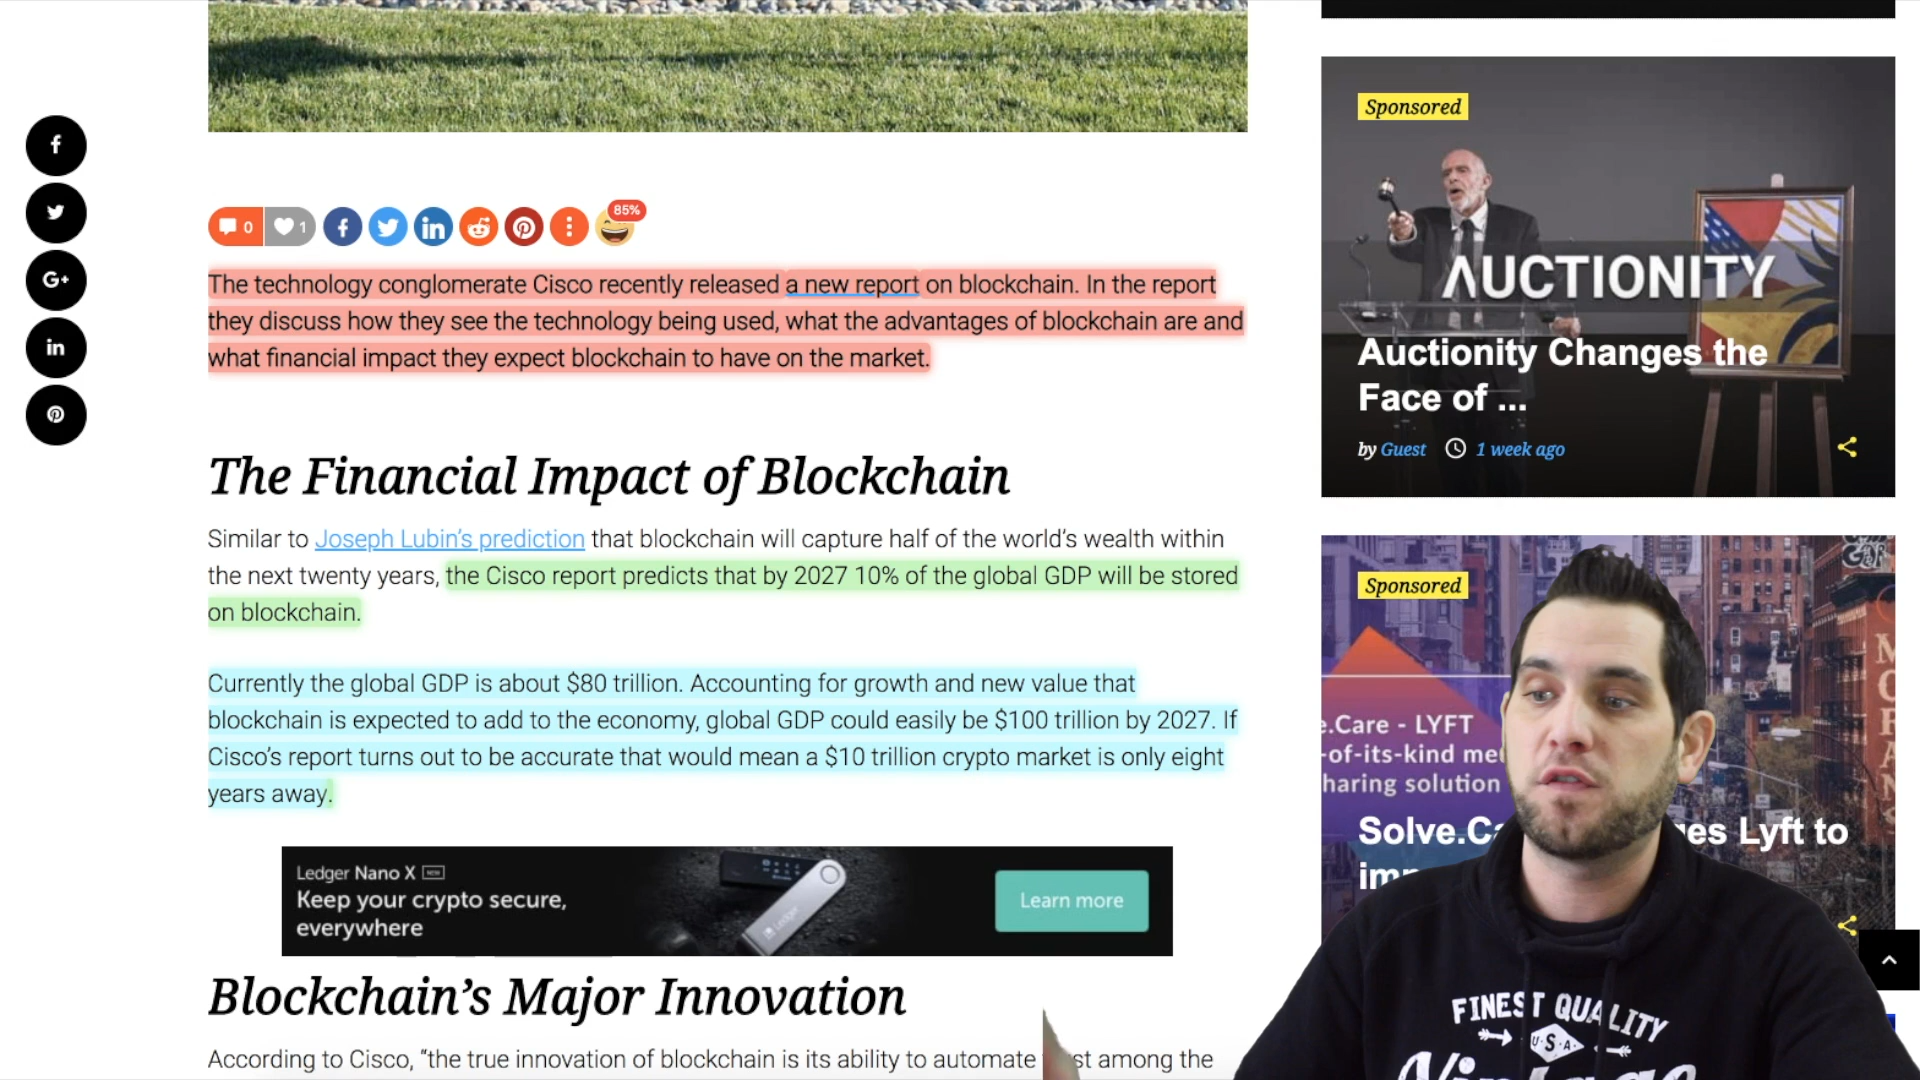 0
1
85%
The technology conglomerate Cisco recently released a new report on blockchain. In the report
they discuss how they see the technology being used, what the advantages of blockchain are and
what financial impact they expect blockchain to have on the market.
The Financial Impact of Blockchain
Similar to Joseph Lubin’s prediction that blockchain will capture half of the world’s wealth within
the next twenty years, the Cisco report predicts that by 2027 10% of the global GDP will be stored
on blockchain.
Currently the global GDP is about $80 trillion. Accounting for growth and new value that
blockchain is expected to add to the economy, global GDP could easily be $100 trillion by 2027. If
Cisco’s report turns out to be accurate that would mean a $10 trillion crypto market is only eight
years away.
Ledger Nano X NEW
Keep your crypto secure,
everywhere
Ledger
Learn more
Blockchain’s Major Innovation
According to Cisco, “the true innovation of blockchain is its ability to automate among the
Sponsored
AUCTIONITY
Auctionity Changes the
Face of ...
by Guest 1 week ago
Sponsored
e.Care - LYFT
-of-its-kind
haring solution
Lyft to
FINEST QUALITY
U.S.A.